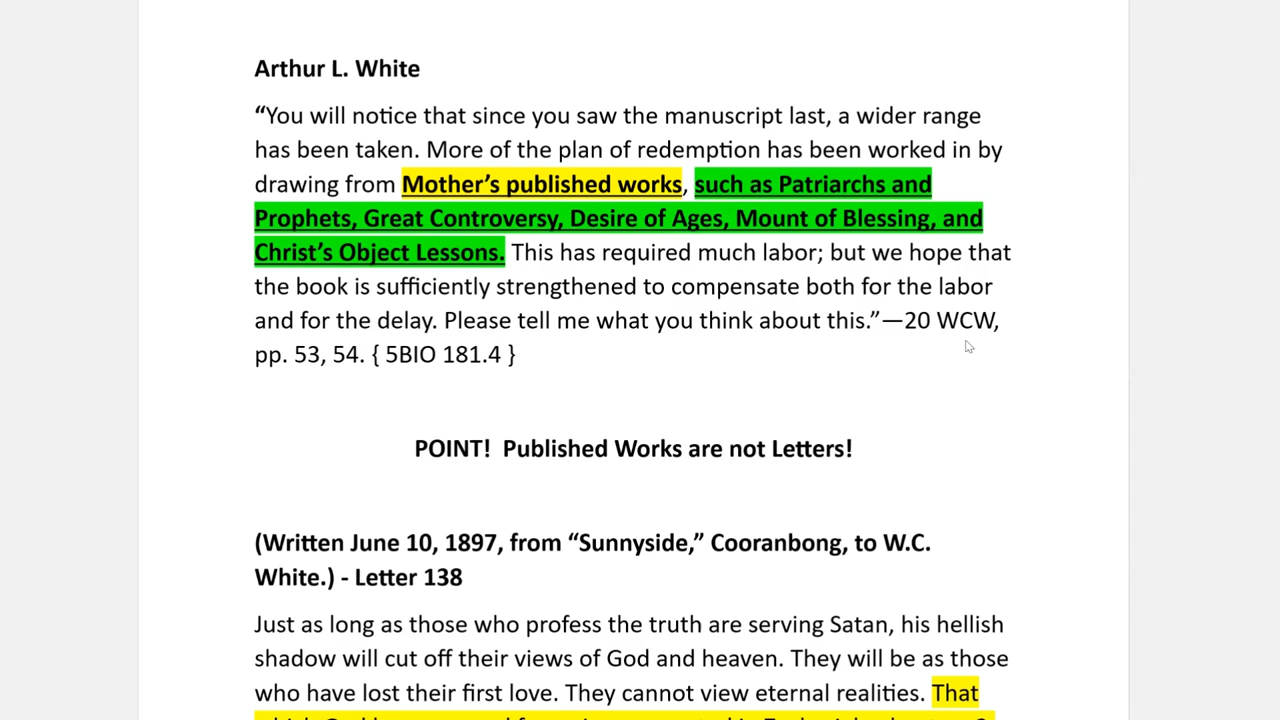 Arthur L. White
“You will notice that since you saw the manuscript last, a wider range
has been taken. More of the plan of redemption has been worked in by
drawing from Mother’s published works, such as Patriarchs and
Prophets, Great Controversy, Desire of Ages, Mount of Blessing, and
Christ’s Object Lessons. This has required much labor; but we hope that
the book is sufficiently strengthened to compensate both for the labor
and for the delay. Please tell me what you think about this.”—20 WCW,
pp. 53, 54. { 5BIO 181.4 }
POINT!  Published Works are not Letters!
(Written June 10, 1897, from “Sunnyside,” Cooranbong, to W.C.
White.) - Letter 138
Just as long as those who profess the truth are serving Satan, his hellish
shadow will cut off their views of God and heaven. They will be as those
who have lost their first love. They cannot view eternal realities. That